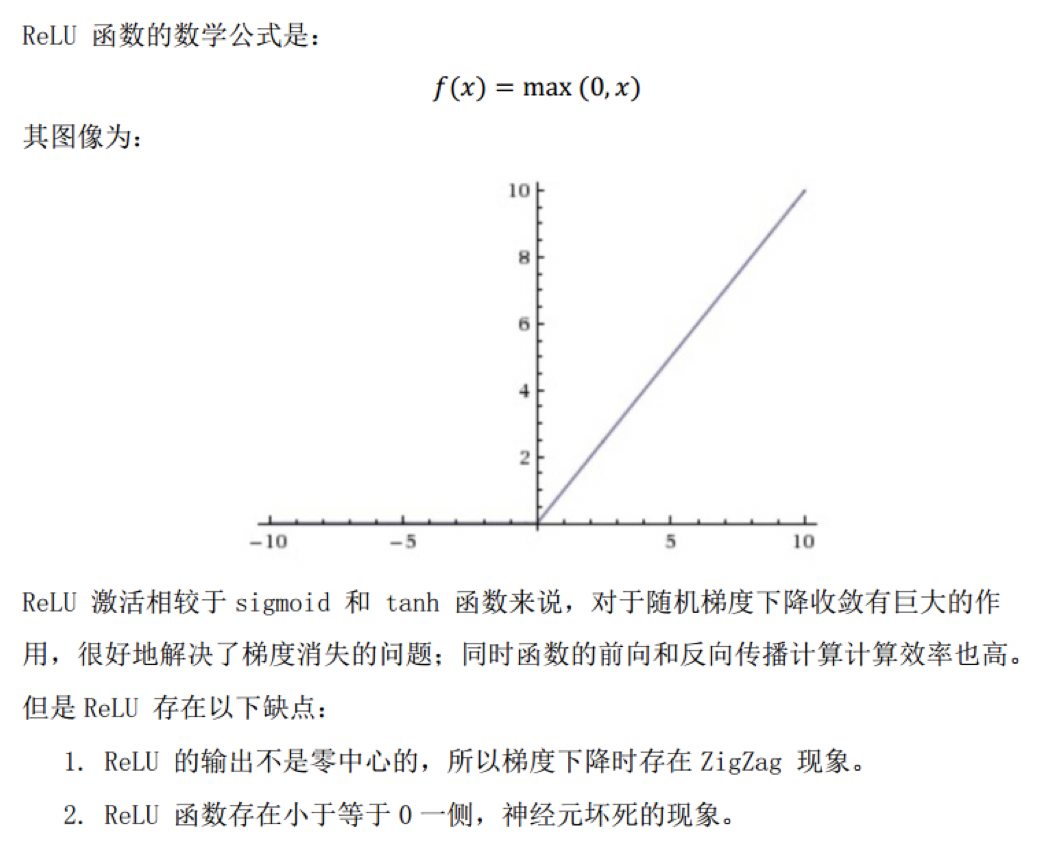 ReLU 函数的数学公式是：
f(x) = max (0, x)
其图像为：
10
8
6
4
2
−10 −5 5 10
ReLU 激活相较于 sigmoid 和 tanh 函数来说，对于随机梯度下降收敛有巨大的作
用，很好地解决了梯度消失的问题；同时函数的前向和反向传播计算计算效率也高。
但是 ReLU 存在以下缺点：
1. ReLU 的输出不是零中心的，所以梯度下降时存在 ZigZag 现象。
2. ReLU 函数存在小于等于 0 一侧，神经元坏死的现象。